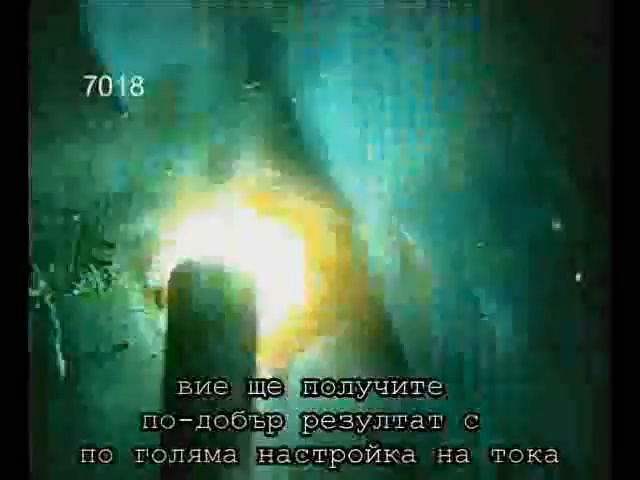 7018
вие ще получите
по-добър резултат с
по голяма настройка на тока